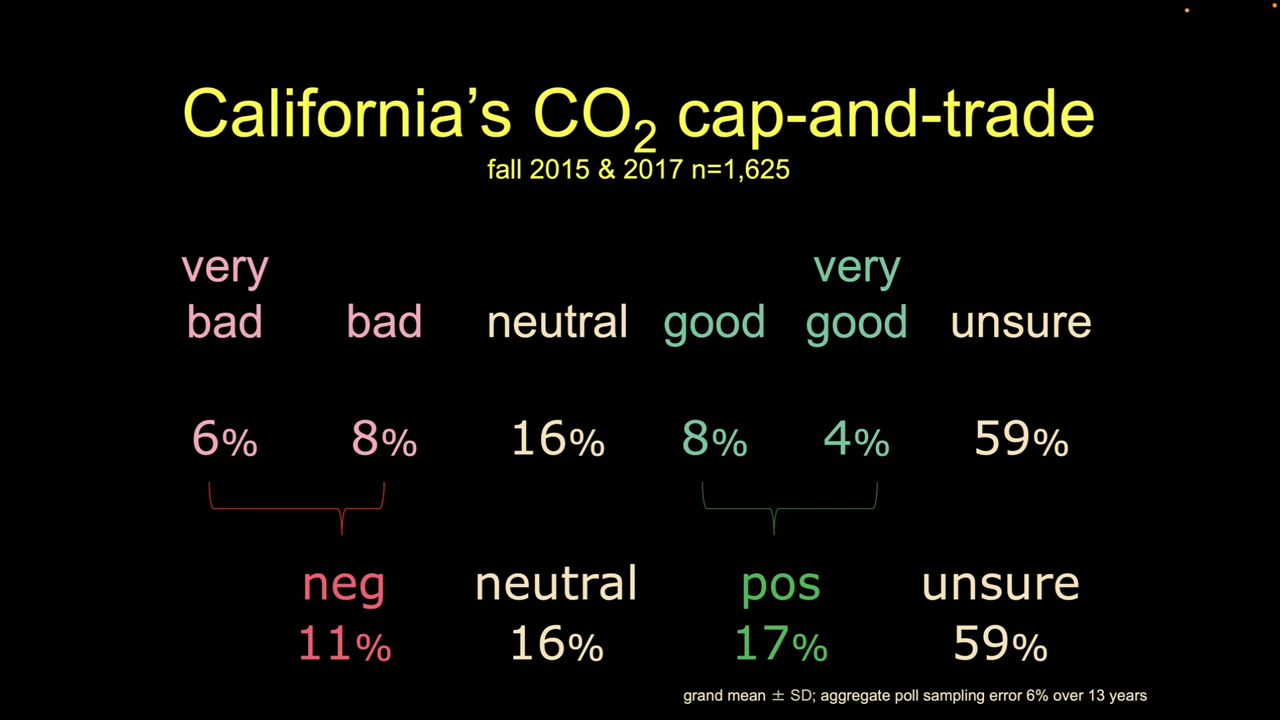 California's CO₂ cap-and-trade
fall 2015 & 2017 n=1,625
very very
bad bad neutral good good unsure
6% 8% 16% 8% 4% 59%
neg neutral pos unsure
11% 16% 17% 59%
grand mean ± SD; aggregate poll sampling error 6% over 13 years